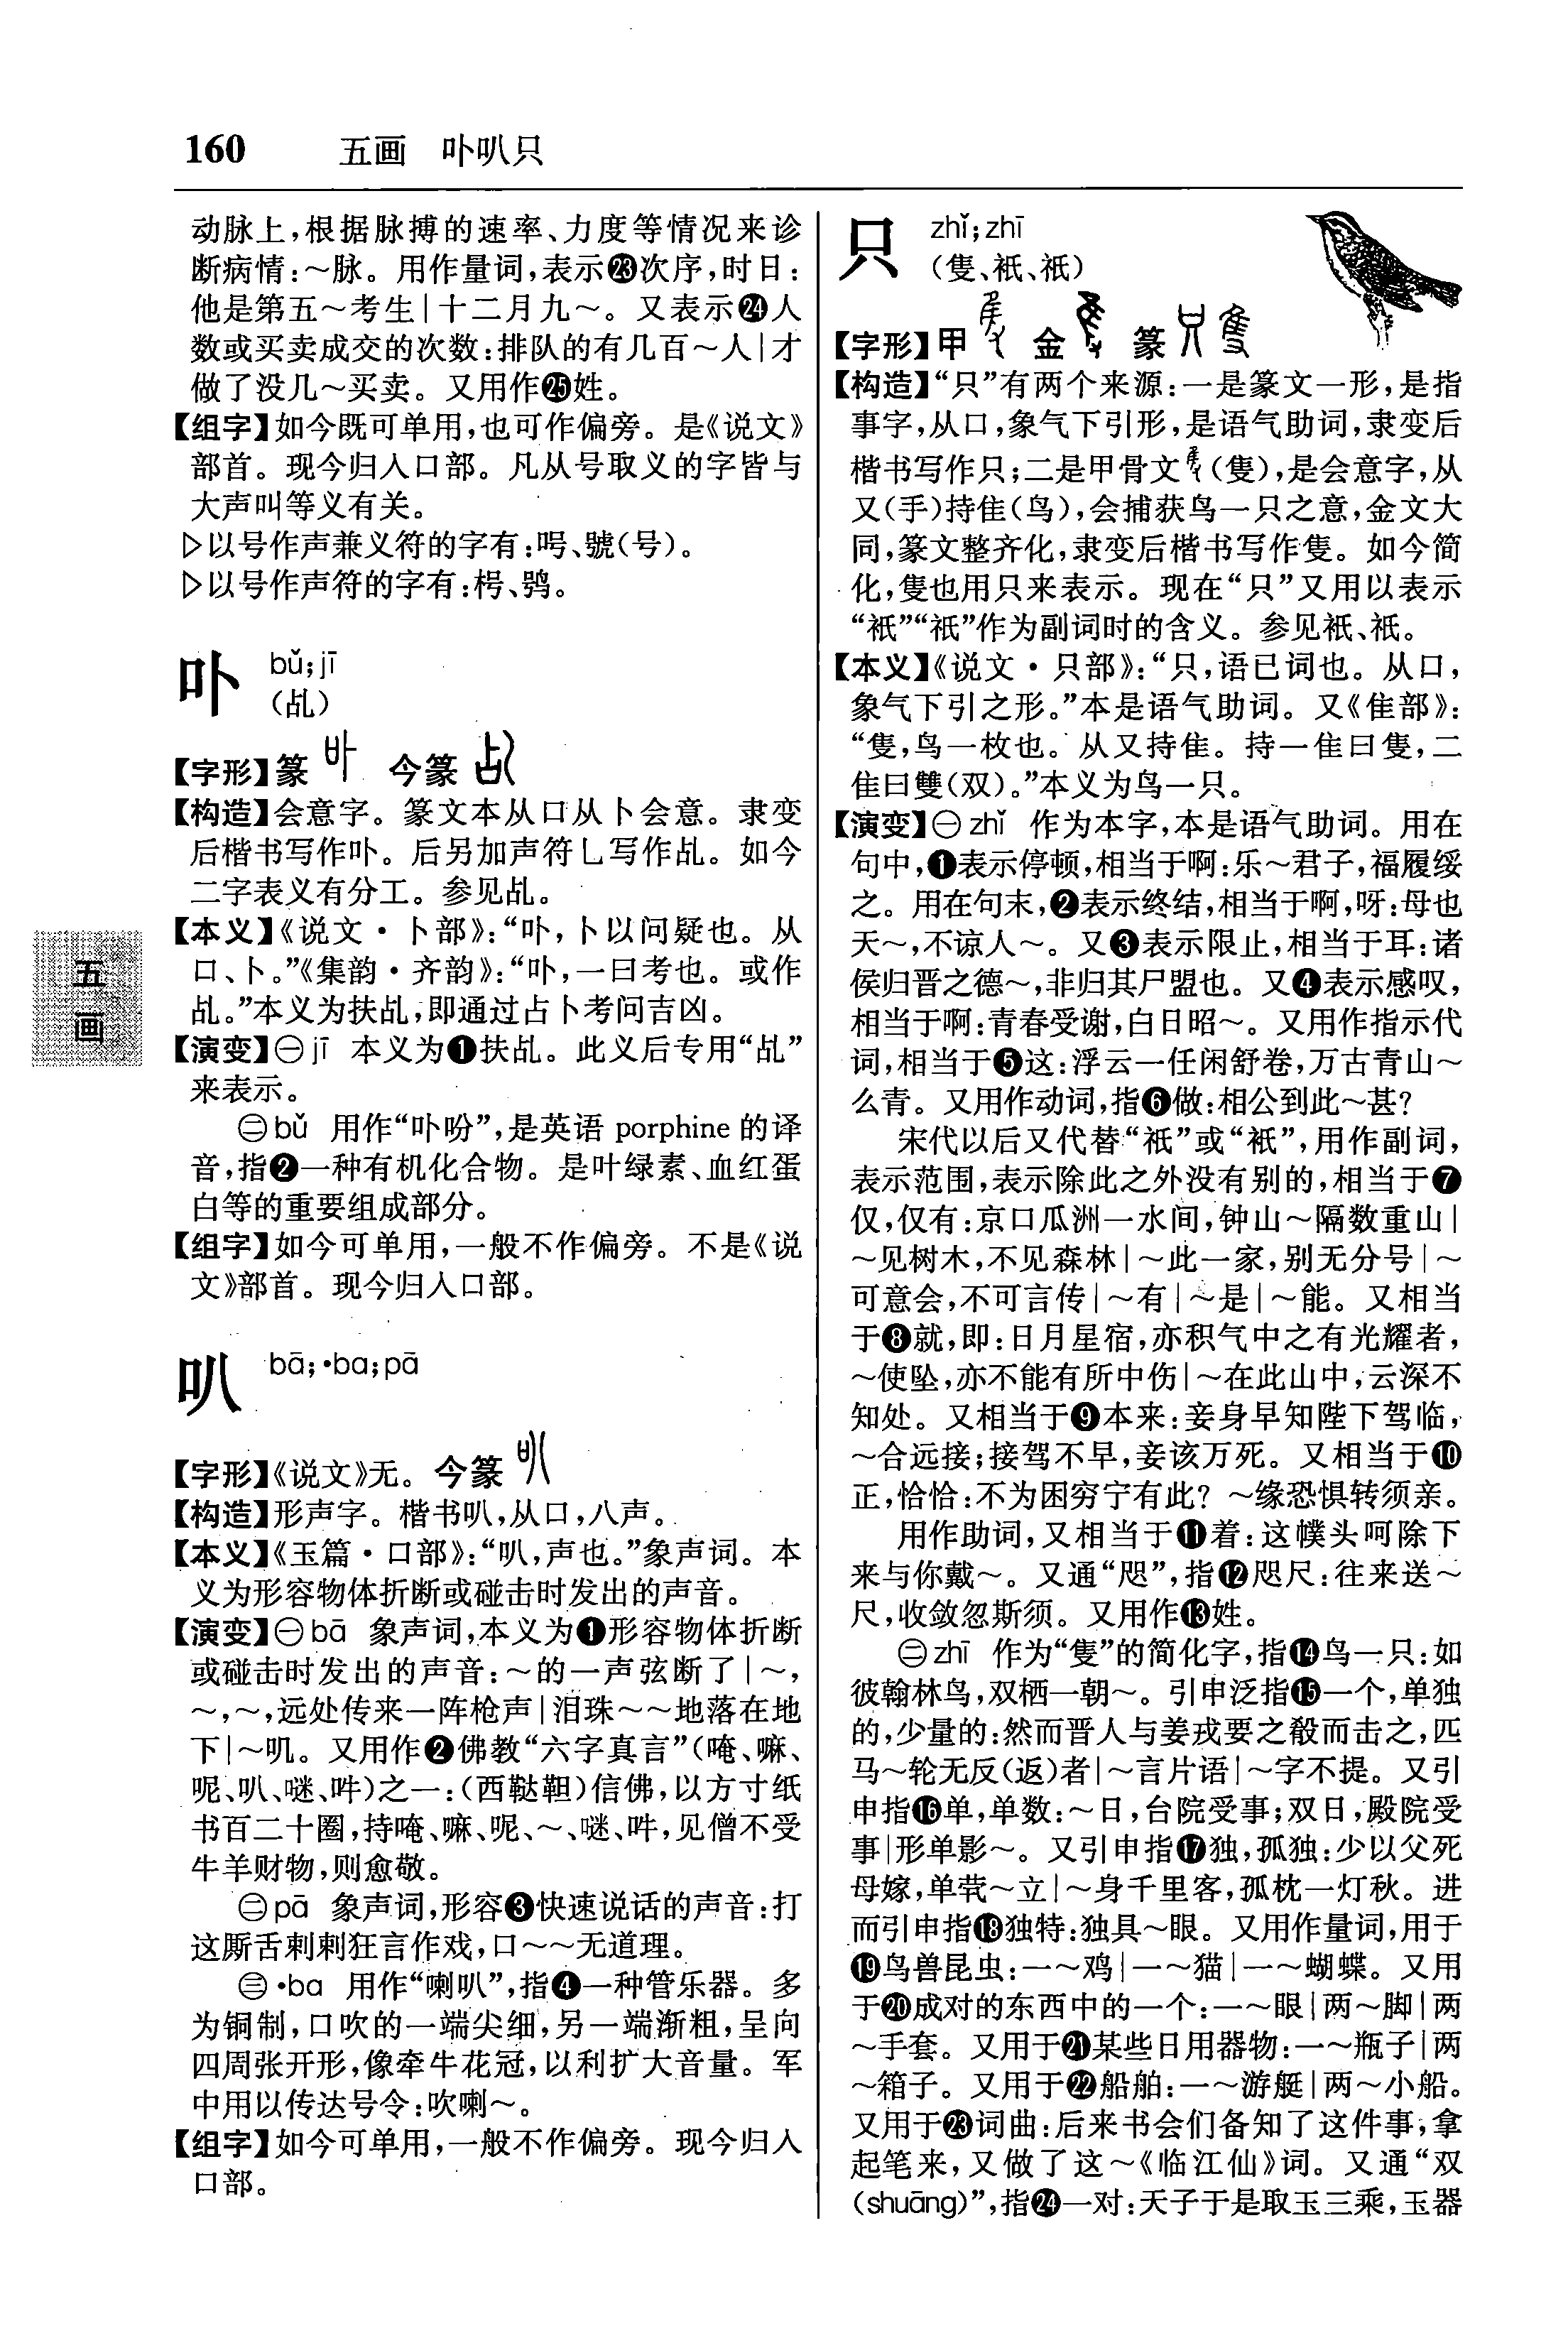 160 五画 卟叭只
动脉上,根据脉搏的速率、力度等情况来诊
断病情:～脉。用作量词,表示㉓次序,时日:
他是第五～考生|十二月九～。又表示㉔人
数或买卖成交的次数:排队的有几百～人|才
做了没几～买卖。又用作㉕姓。
【组字】如今既可单用,也可作偏旁。是《说文》
部首。现今归入口部。凡从号取义的字皆与
大声叫等义有关。
▷以号作声兼义符的字有:呺、號(号)。
▷以号作声符的字有:枵、鸮。
卟 bǔ;jī
(乩)
【字形】篆 今篆
【构造】会意字。篆文本从口从卜会意。隶变
后楷书写作卟。后另加声符乚写作乩。如今
二字表义有分工。参见乩。
【本义】《说文·卜部》:“卟,卜以问疑也。从
口、卜。”《集韵·齐韵》:“卟,一曰考也。或作
乩。”本义为扶乩,即通过占卜考问吉凶。
【演变】㊀jī 本义为❶扶乩。此义后专用“乩”
来表示。
㊁bǔ 用作“卟吩”,是英语 porphine 的译
音,指❷一种有机化合物。是叶绿素、血红蛋
白等的重要组成部分。
【组字】如今可单用,一般不作偏旁。不是《说
文》部首。现今归入口部。
叭 bā;·ba;pā
【字形】《说文》无。今篆
【构造】形声字。楷书叭,从口,八声。
【本义】《玉篇·口部》:“叭,声也。”象声词。本
义为形容物体折断或碰击时发出的声音。
【演变】㊀bā 象声词,本义为❶形容物体折断
或碰击时发出的声音:～的一声弦断了|～,
～,～,远处传来一阵枪声|泪珠～～地落在地
下|～叽。又用作❷佛教“六字真言”(唵、嘛、
呢、叭、咪、吽)之一:(西鞑靼)信佛,以方寸纸
书百二十圈,持唵、嘛、呢、～、咪、吽,见僧不受
牛羊财物,则愈敬。
㊁pā 象声词,形容❸快速说话的声音:打
这厮舌剌剌狂言作戏,口～～无道理。
㊂·ba 用作“喇叭”,指❹一种管乐器。多
为铜制,口吹的一端尖细,另一端渐粗,呈向
四周张开形,像牵牛花冠,以利扩大音量。军
中用以传达号令:吹喇～。
【组字】如今可单用,一般不作偏旁。现今归入
口部。
五
画
只 zhǐ;zhī
(隻、衹、祇)
【字形】甲 金 篆
【构造】“只”有两个来源:一是篆文一形,是指
事字,从口,象气下引形,是语气助词,隶变后
楷书写作只;二是甲骨文(隻),是会意字,从
又(手)持隹(鸟),会捕获鸟一只之意,金文大
同,篆文整齐化,隶变后楷书写作隻。如今简
化,隻也用只来表示。现在“只”又用以表示
“衹”“祇”作为副词时的含义。参见衹、祇。
【本义】《说文·只部》:“只,语已词也。从口,
象气下引之形。”本是语气助词。又《隹部》:
“隻,鸟一枚也。从又持隹。持一隹曰隻,二
隹曰雙(双)。”本义为鸟一只。
【演变】㊀zhǐ 作为本字,本是语气助词。用在
句中,❶表示停顿,相当于啊:乐～君子,福履绥
之。用在句末,❷表示终结,相当于啊,呀:母也
天～,不谅人～。又❸表示限止,相当于耳:诸
侯归晋之德～,非归其尸盟也。又❹表示感叹,
相当于啊:青春受谢,白日昭～。又用作指示代
词,相当于❺这:浮云一任闲舒卷,万古青山～
么青。又用作动词,指❻做:相公到此～甚?
宋代以后又代替“祇”或“衹”,用作副词,
表示范围,表示除此之外没有别的,相当于❼
仅,仅有:京口瓜洲一水间,钟山～隔数重山|
～见树木,不见森林|～此一家,别无分号|～
可意会,不可言传|～有|～是|～能。又相当
于❽就,即:日月星宿,亦积气中之有光耀者,
～使坠,亦不能有所中伤|～在此山中,云深不
知处。又相当于❾本来:妾身早知陛下驾临,
～合远接;接驾不早,妾该万死。又相当于❿
正,恰恰:不为困穷宁有此? ～缘恐惧转须亲。
用作助词,又相当于⓫着:这幞头呵除下
来与你戴～。又通“咫”,指⓬咫尺:往来送～
尺,收敛忽斯须。又用作⓭姓。
㊁zhī 作为“隻”的简化字,指⓮鸟一只:如
彼翰林鸟,双栖一朝～。引申泛指⓯一个,单独
的,少量的:然而晋人与姜戎要之殽而击之,匹
马～轮无反(返)者|～言片语|～字不提。又引
申指⓰单,单数:～日,台院受事;双日,殿院受
事|形单影～。又引申指⓱独,孤独:少以父死
母嫁,单茕～立|～身千里客,孤枕一灯秋。进
而引申指⓲独特:独具～眼。又用作量词,用于
⓳鸟兽昆虫:一～鸡|一～猫|一～蝴蝶。又用
于⓴成对的东西中的一个:一～眼|两～脚|两
～手套。又用于㉑某些日用器物:一～瓶子|两
～箱子。又用于㉒船舶:一～游艇|两～小船。
又用于㉓词曲:后来书会们备知了这件事,拿
起笔来,又做了这～《临江仙》词。又通“双
(shuāng)”,指㉔一对:天子于是取玉三乘,玉器